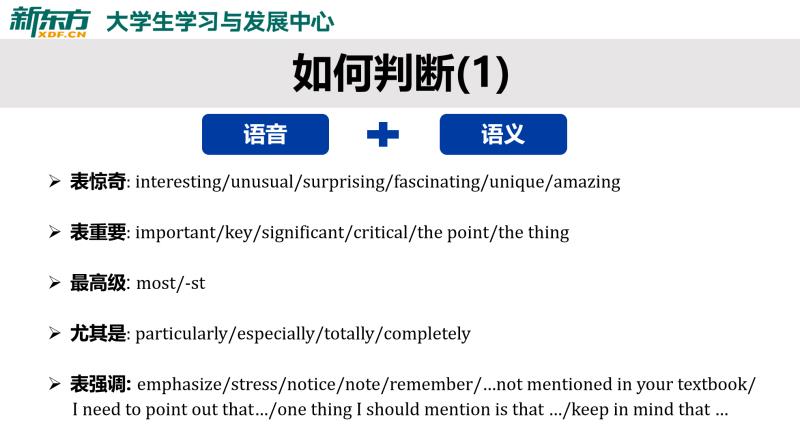 新东方 大学生学习与发展中心
XDF.CN
如何判断(1)
语音 + 语义
➢ 表惊奇: interesting/unusual/surprising/fascinating/unique/amazing
➢ 表重要: important/key/significant/critical/the point/the thing
➢ 最高级: most/-st
➢ 尤其是: particularly/especially/totally/completely
➢ 表强调: emphasize/stress/notice/note/remember/…not mentioned in your textbook/
I need to point out that…/one thing I should mention is that …/keep in mind that …